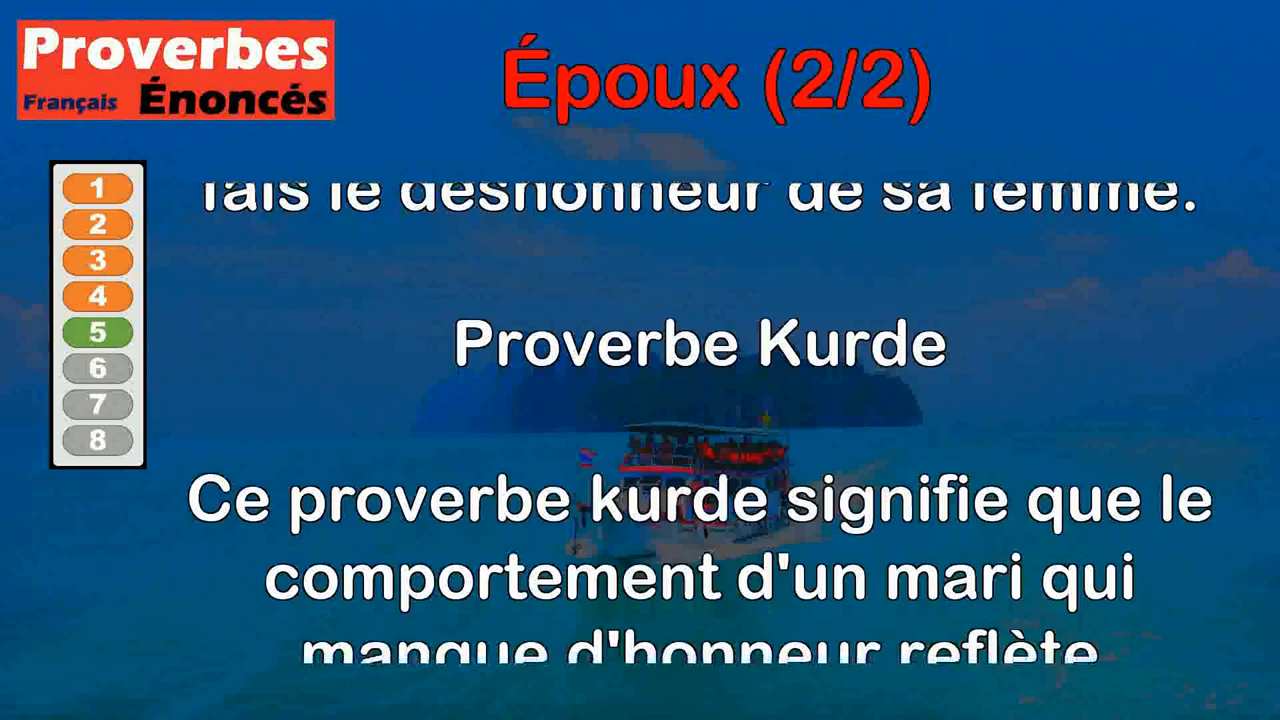 Proverbes
Français Énoncés
Époux (2/2)
1
2
3
4
5
6
7
8
fais le déshonneur de sa femme.
Proverbe Kurde
Ce proverbe kurde signifie que le
comportement d'un mari qui
manque d'honneur reflète